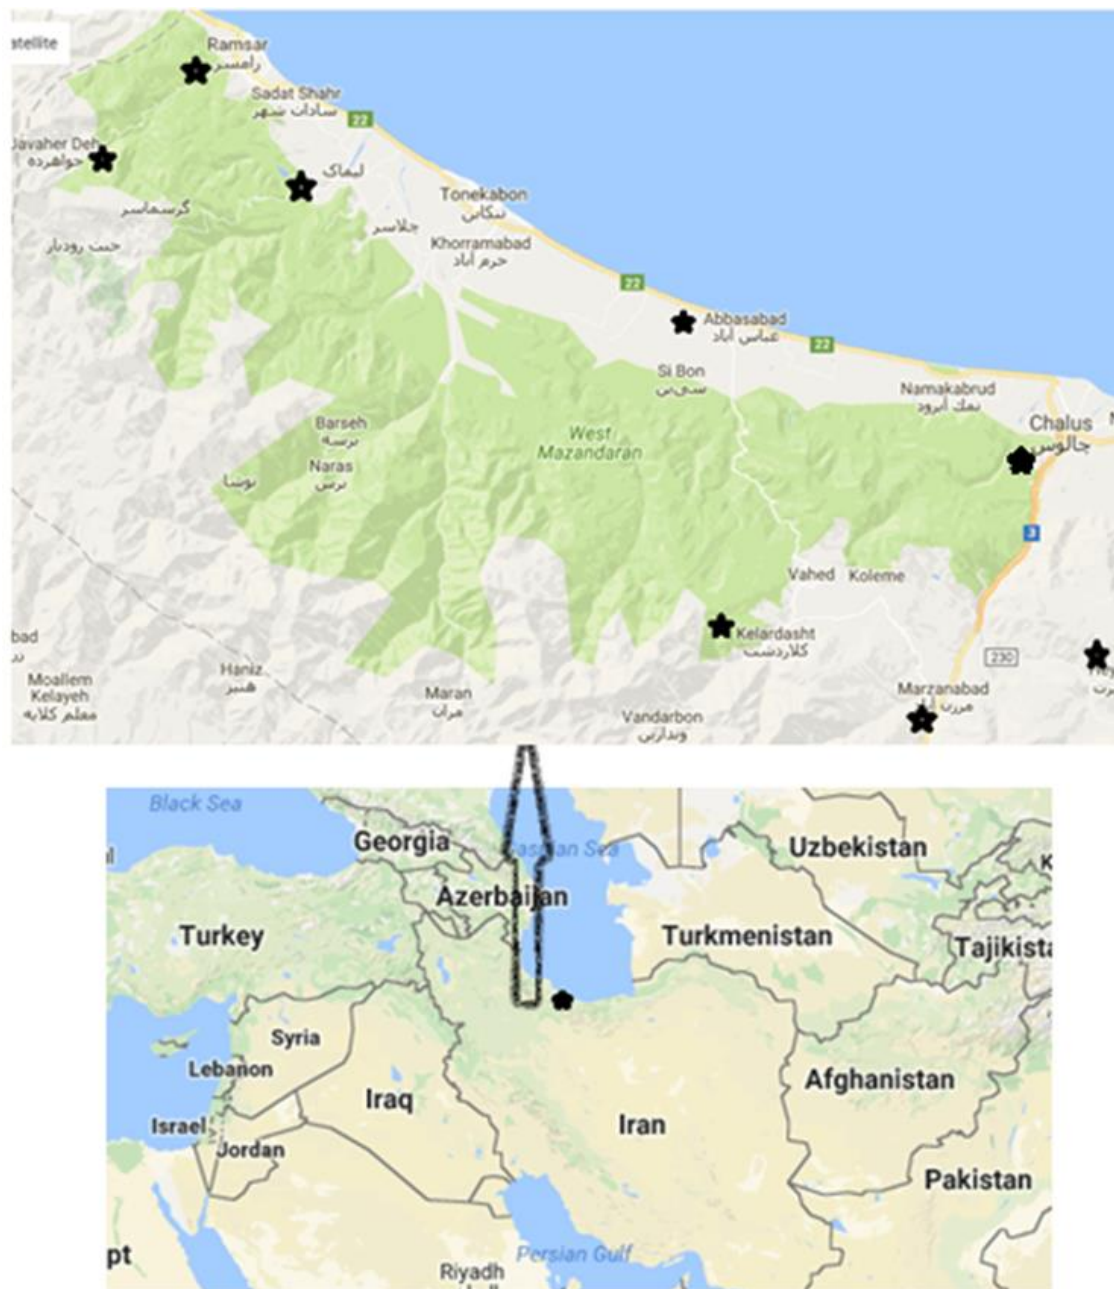 atellite
Ramsar
رامسر
Sadat Shahr
سادات شهر
22
Javaher Deh
جواهرده
لیماک
Tonekabon
تنکابن
گرسماسر
چلاسر
Khorramabad
خرم آباد
جنت رودبار
22
Abbasabad
عباس آباد
22
Si Bon
سی‌بن
Namakabrud
نمک آبرود
Chalus
چالوس
Barseh
برسه
West
Mazandaran
Naras
نرس
توشا
3
Vahed
Koleme
Kelardasht
کلاردشت
bad
230
Haniz
هنیز
Moallem
Kelayeh
معلم کلایه
Marzanabad
Maran
مران
Vandarbon
ونداربن
Black Sea
Georgia
Caspian Sea
Uzbekistan
Azerbaijan
Turkey
Turkmenistan
Tajikista
Syria
Lebanon
Iraq
Afghanistan
Israel
Iran
Jordan
Pakistan
pt
Persian Gulf
Riyadh